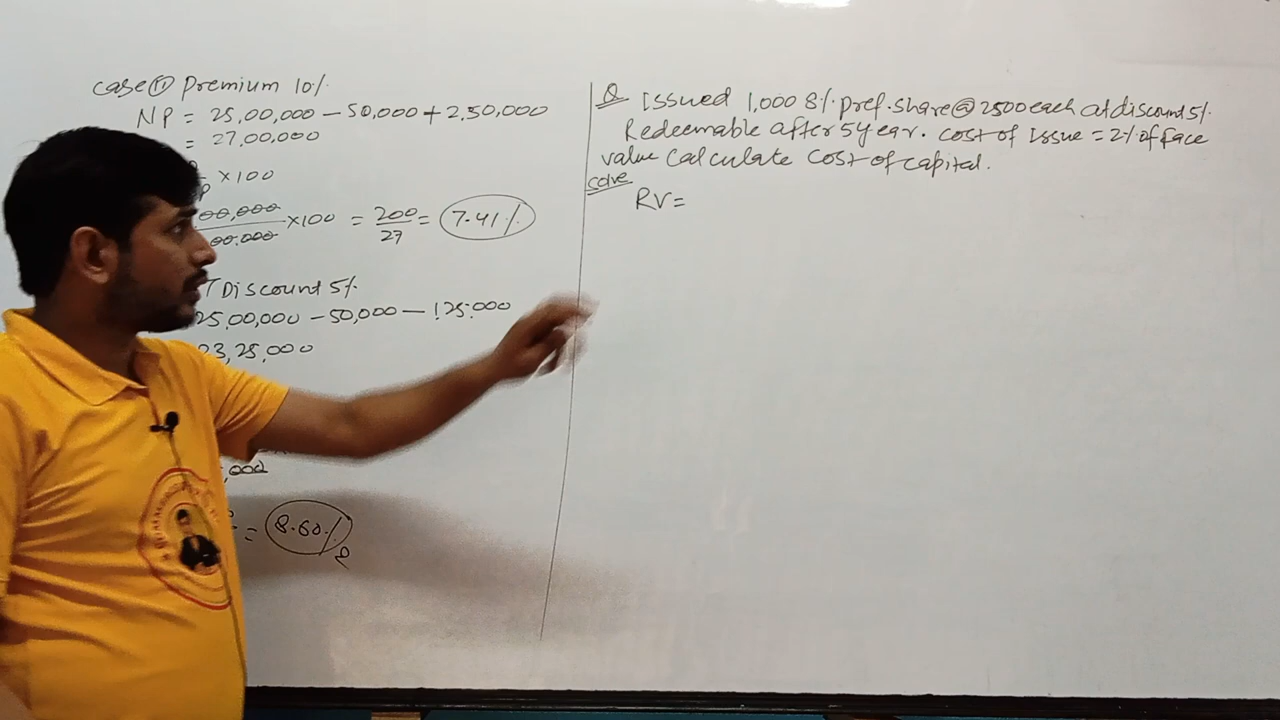 case ① Premium 10%
NP = 25,00,000 - 50,000 + 2,50,000
= 27,00,000
× 100
00,000 × 100 = 200 = 7.41%
00.000 27
T Discount 5%
25,00,000 - 50,000 - 1,25,000
23,25,000
,000
= 8.60%
Q Issued 1,000 8% pref. share @ 2500 each at discount 5%.
Redeemable after 5 year. cost of Issue = 2% of face
value calculate cost of capital.
solve
RV =